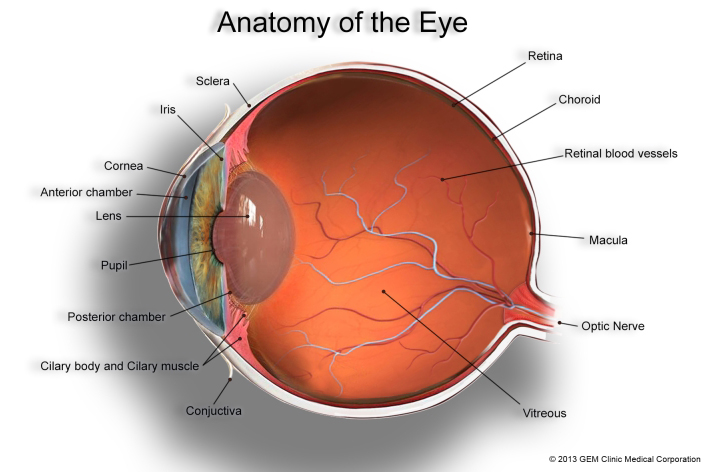 Anatomy of the Eye
Retina
Sclera
Choroid
Iris
Retinal blood vessels
Cornea
Anterior chamber
Lens
Macula
Pupil
Posterior chamber
Optic Nerve
Cilary body and Cilary muscle
Conjuctiva
Vitreous
© 2013 GEM Clinic Medical Corporation